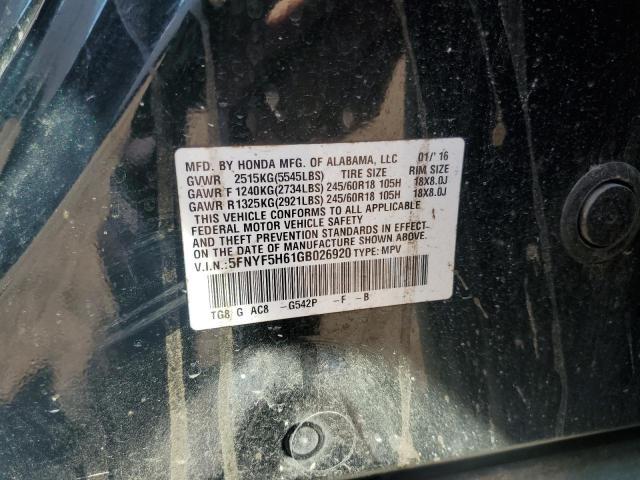 MFD. BY HONDA MFG. OF ALABAMA, LLC 01/'16
GVWR 2515KG(5545LBS) TIRE SIZE RIM SIZE
GAWR F 1240KG(2734LBS) 245/60R18 105H 18X8.0J
GAWR R1325KG(2921LBS) 245/60R18 105H 18X8.0J
THIS VEHICLE CONFORMS TO ALL APPLICABLE
FEDERAL MOTOR VEHICLE SAFETY
AND THEFT PREVENTION STANDARDS IN EFFECT
ON THE DATE OF MANUFACTURE SHOWN ABOVE.
V.I.N.: 5FNYF5H61GB026920 TYPE: MPV
TG8 G AC8 -G542P -F -B